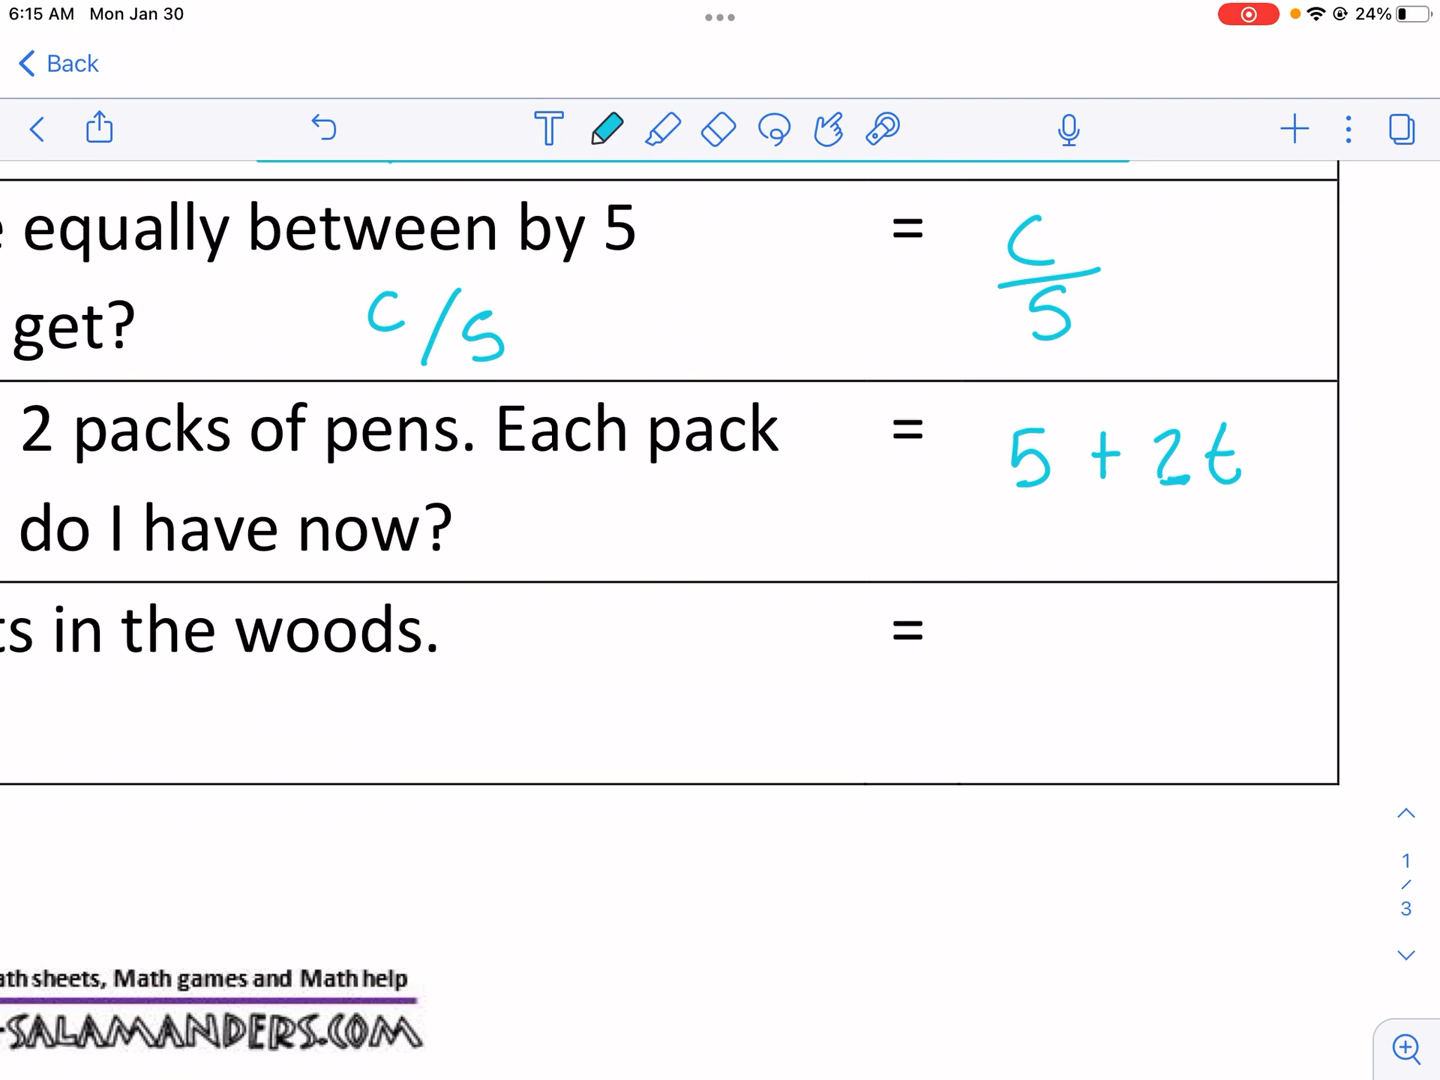 6:15 AM Mon Jan 30
24%
Back
equally between by 5
=
c
5
get?
c/5
2 packs of pens. Each pack
= 5 + 2t
do I have now?
ts in the woods.
=
1
/
3
ath sheets, Math games and Math help
-SALAMANDERS.COM